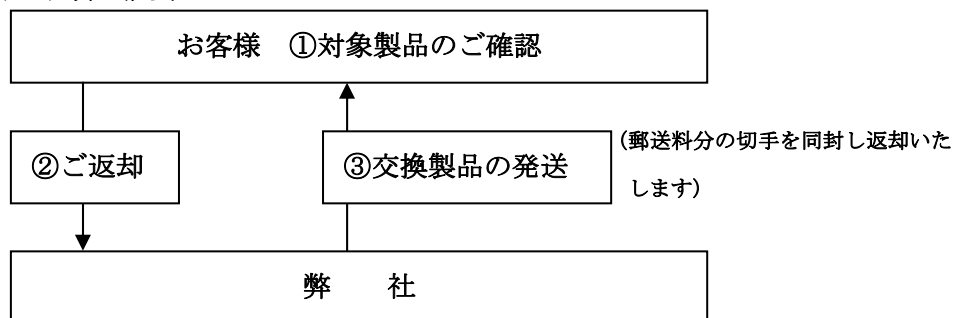 お客様　①対象製品のご確認
②ご返却
③交換製品の発送
（郵送料分の切手を同封し返却いた
します）
弊　　社